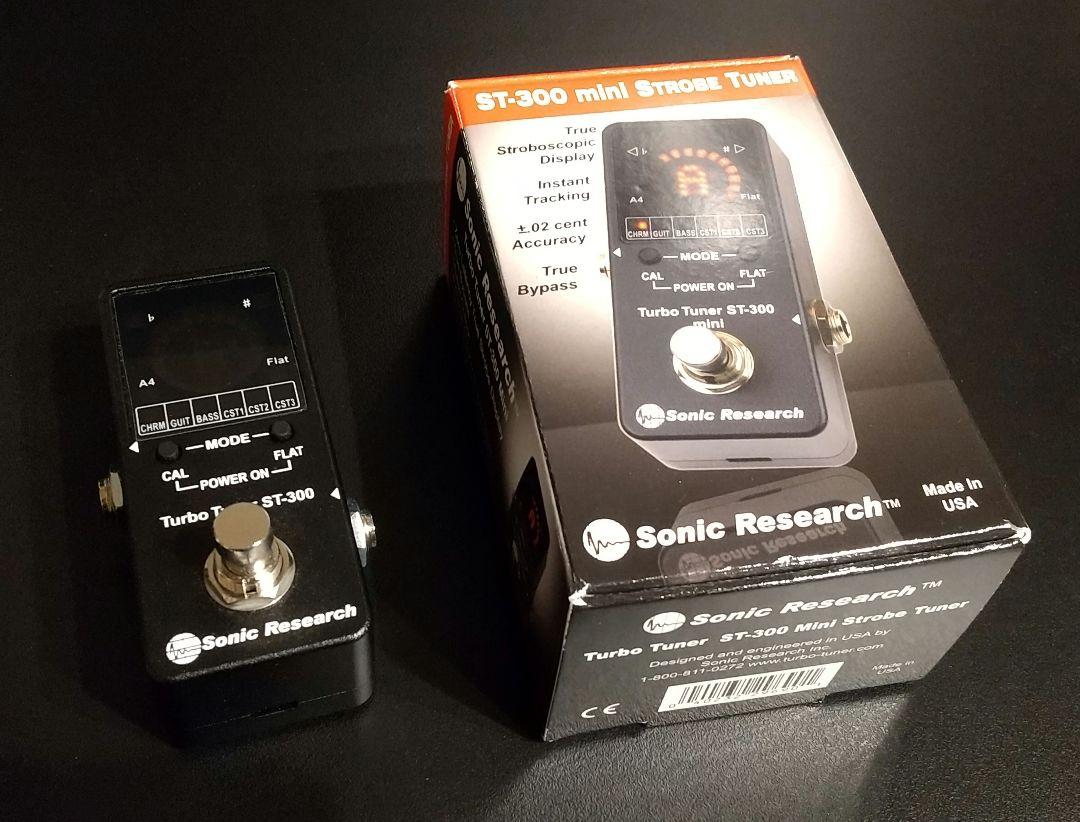 ♭ #
A4 Flat
CHRM GUIT BASS CST1 CST2 CST3
MODE
CAL FLAT
POWER ON
Turbo Tuner ST-300
Sonic Research
ST-300 mini STROBE TUNER
True
Stroboscopic
Display
Instant
Tracking
±.02 cent
Accuracy
True
Bypass
♭ #
A
A4 Flat
CHRM GUIT BASS CST1 CST2 CST3
MODE
CAL FLAT
POWER ON
Turbo Tuner ST-300
mini
Sonic Research
Sonic Research™
Made in
USA
Sonic Research
Sonic Research™
Turbo Tuner ST-300 Mini Strobe Tuner
Designed and engineered in USA by
Sonic Research Inc.
1-800-811-0272 www.turbo-tuner.com
Made in
USA
CE